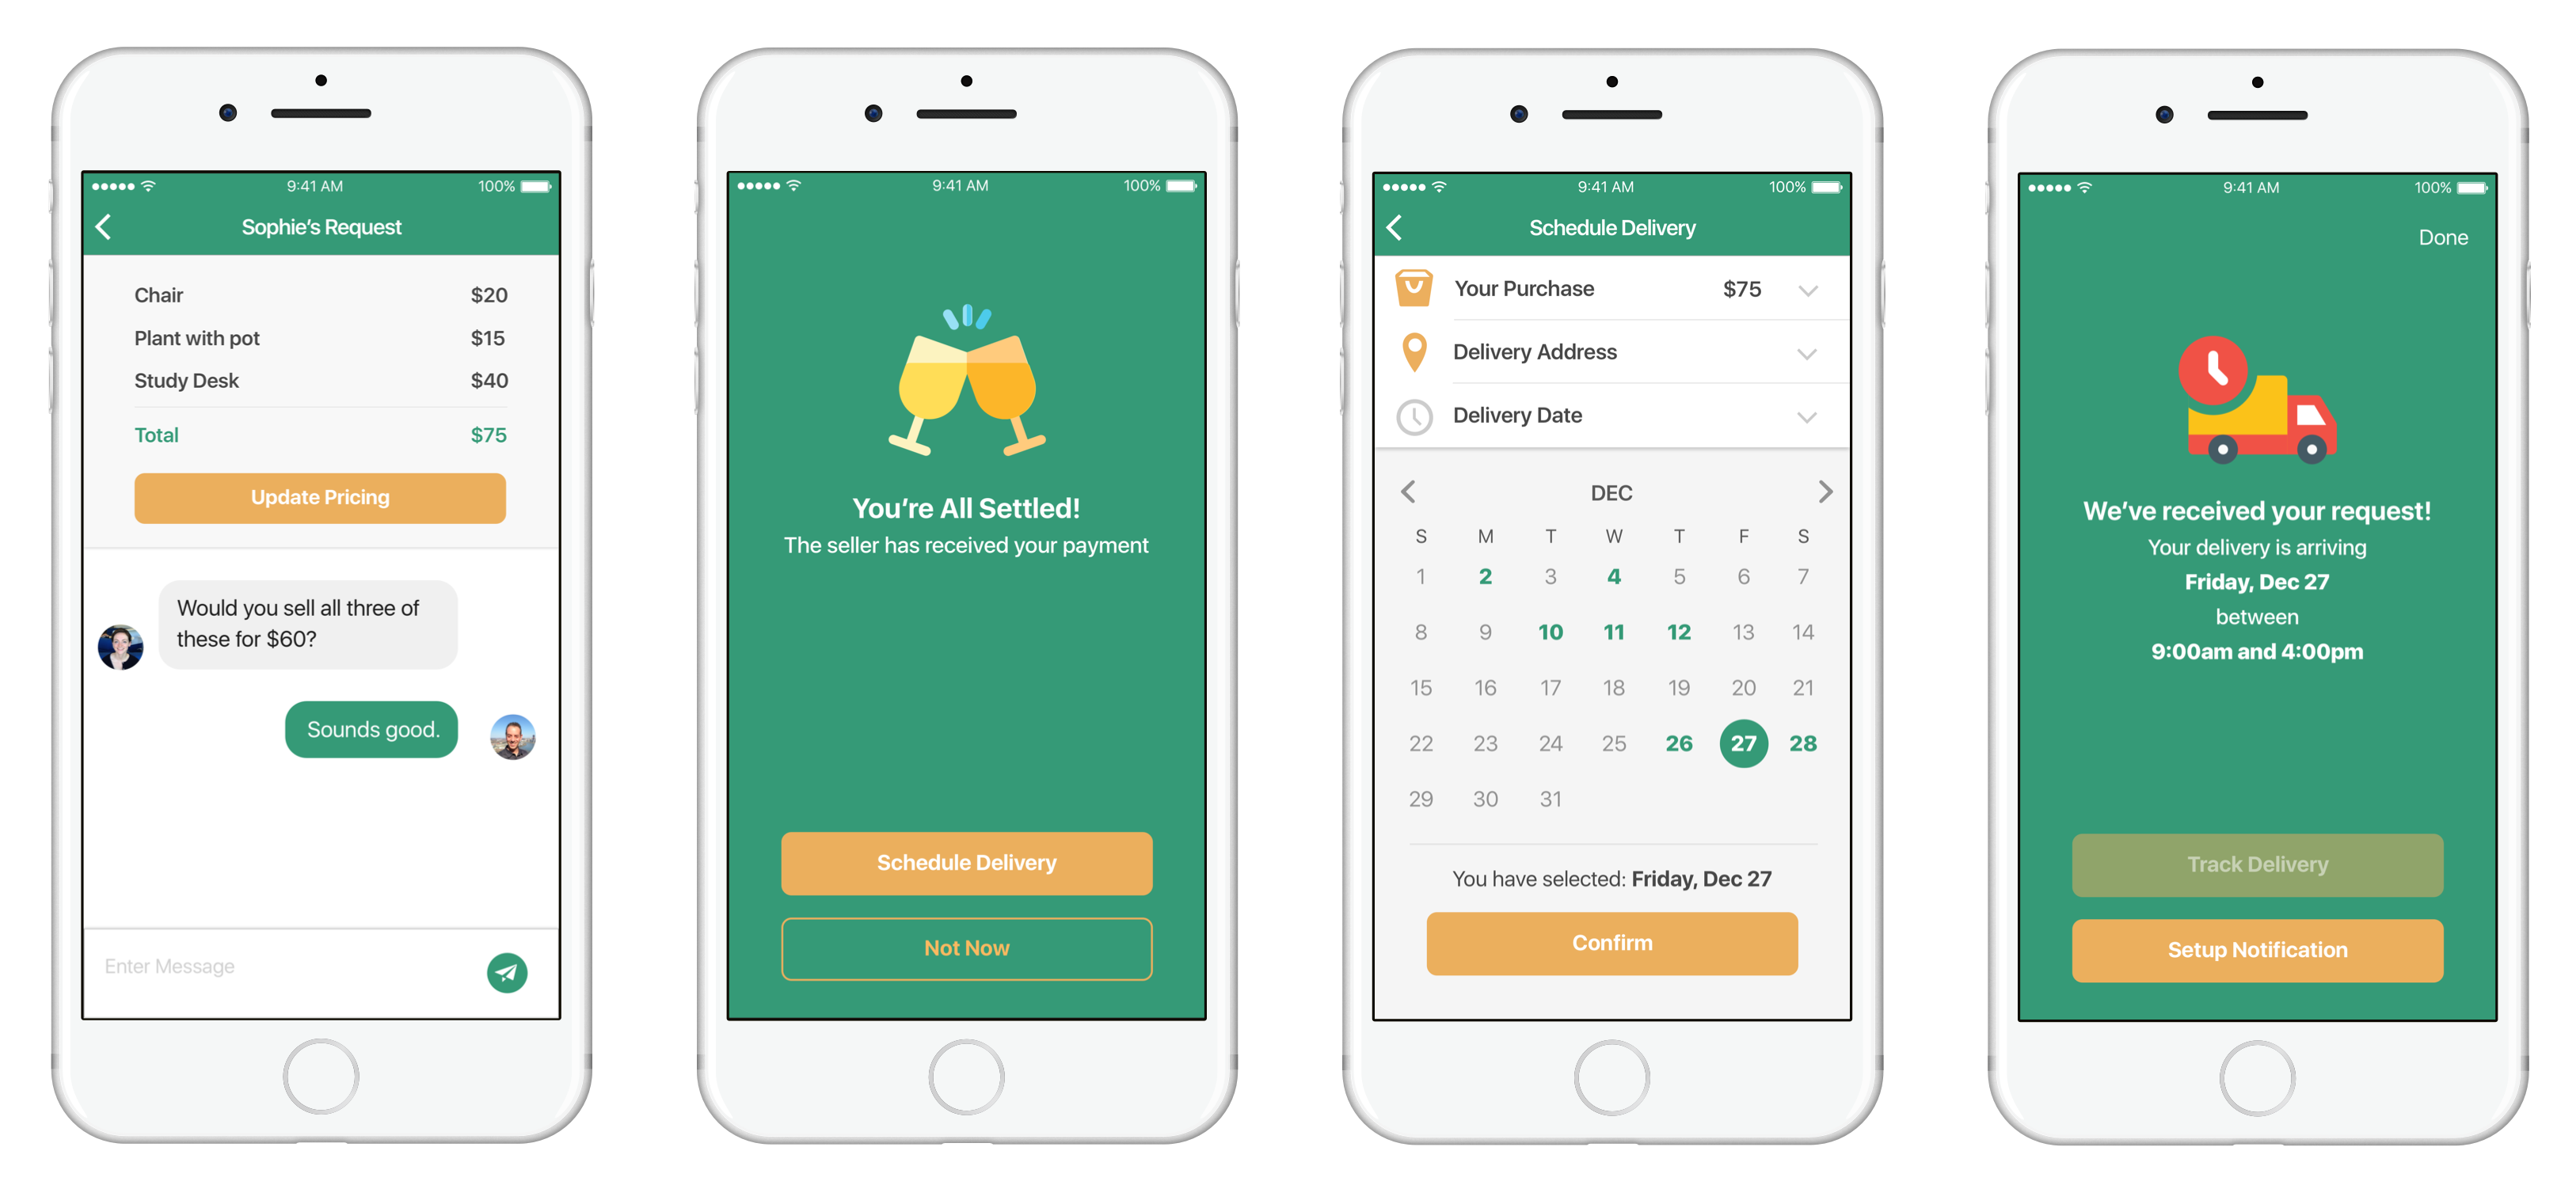 9:41 AM 100%
Sophie's Request
Chair $20
Plant with pot $15
Study Desk $40
Total $75
Update Pricing
Would you sell all three of
these for $60?
Sounds good.
Enter Message
9:41 AM 100%
You're All Settled!
The seller has received your payment
Schedule Delivery
Not Now
9:41 AM 100%
Schedule Delivery
Your Purchase $75
Delivery Address
Delivery Date
DEC
S M T W T F S
1 2 3 4 5 6 7
8 9 10 11 12 13 14
15 16 17 18 19 20 21
22 23 24 25 26 27 28
29 30 31
You have selected: Friday, Dec 27
Confirm
9:41 AM 100%
Done
We've received your request!
Your delivery is arriving
Friday, Dec 27
between
9:00am and 4:00pm
Track Delivery
Setup Notification